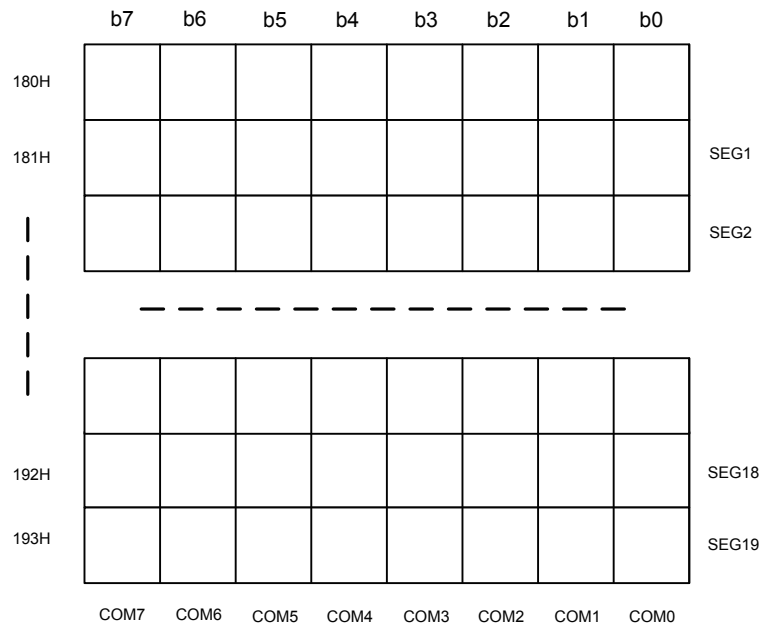 b7 b6 b5 b4 b3 b2 b1 b0
180H
181H SEG1
SEG2
192H SEG18
193H SEG19
COM7 COM6 COM5 COM4 COM3 COM2 COM1 COM0